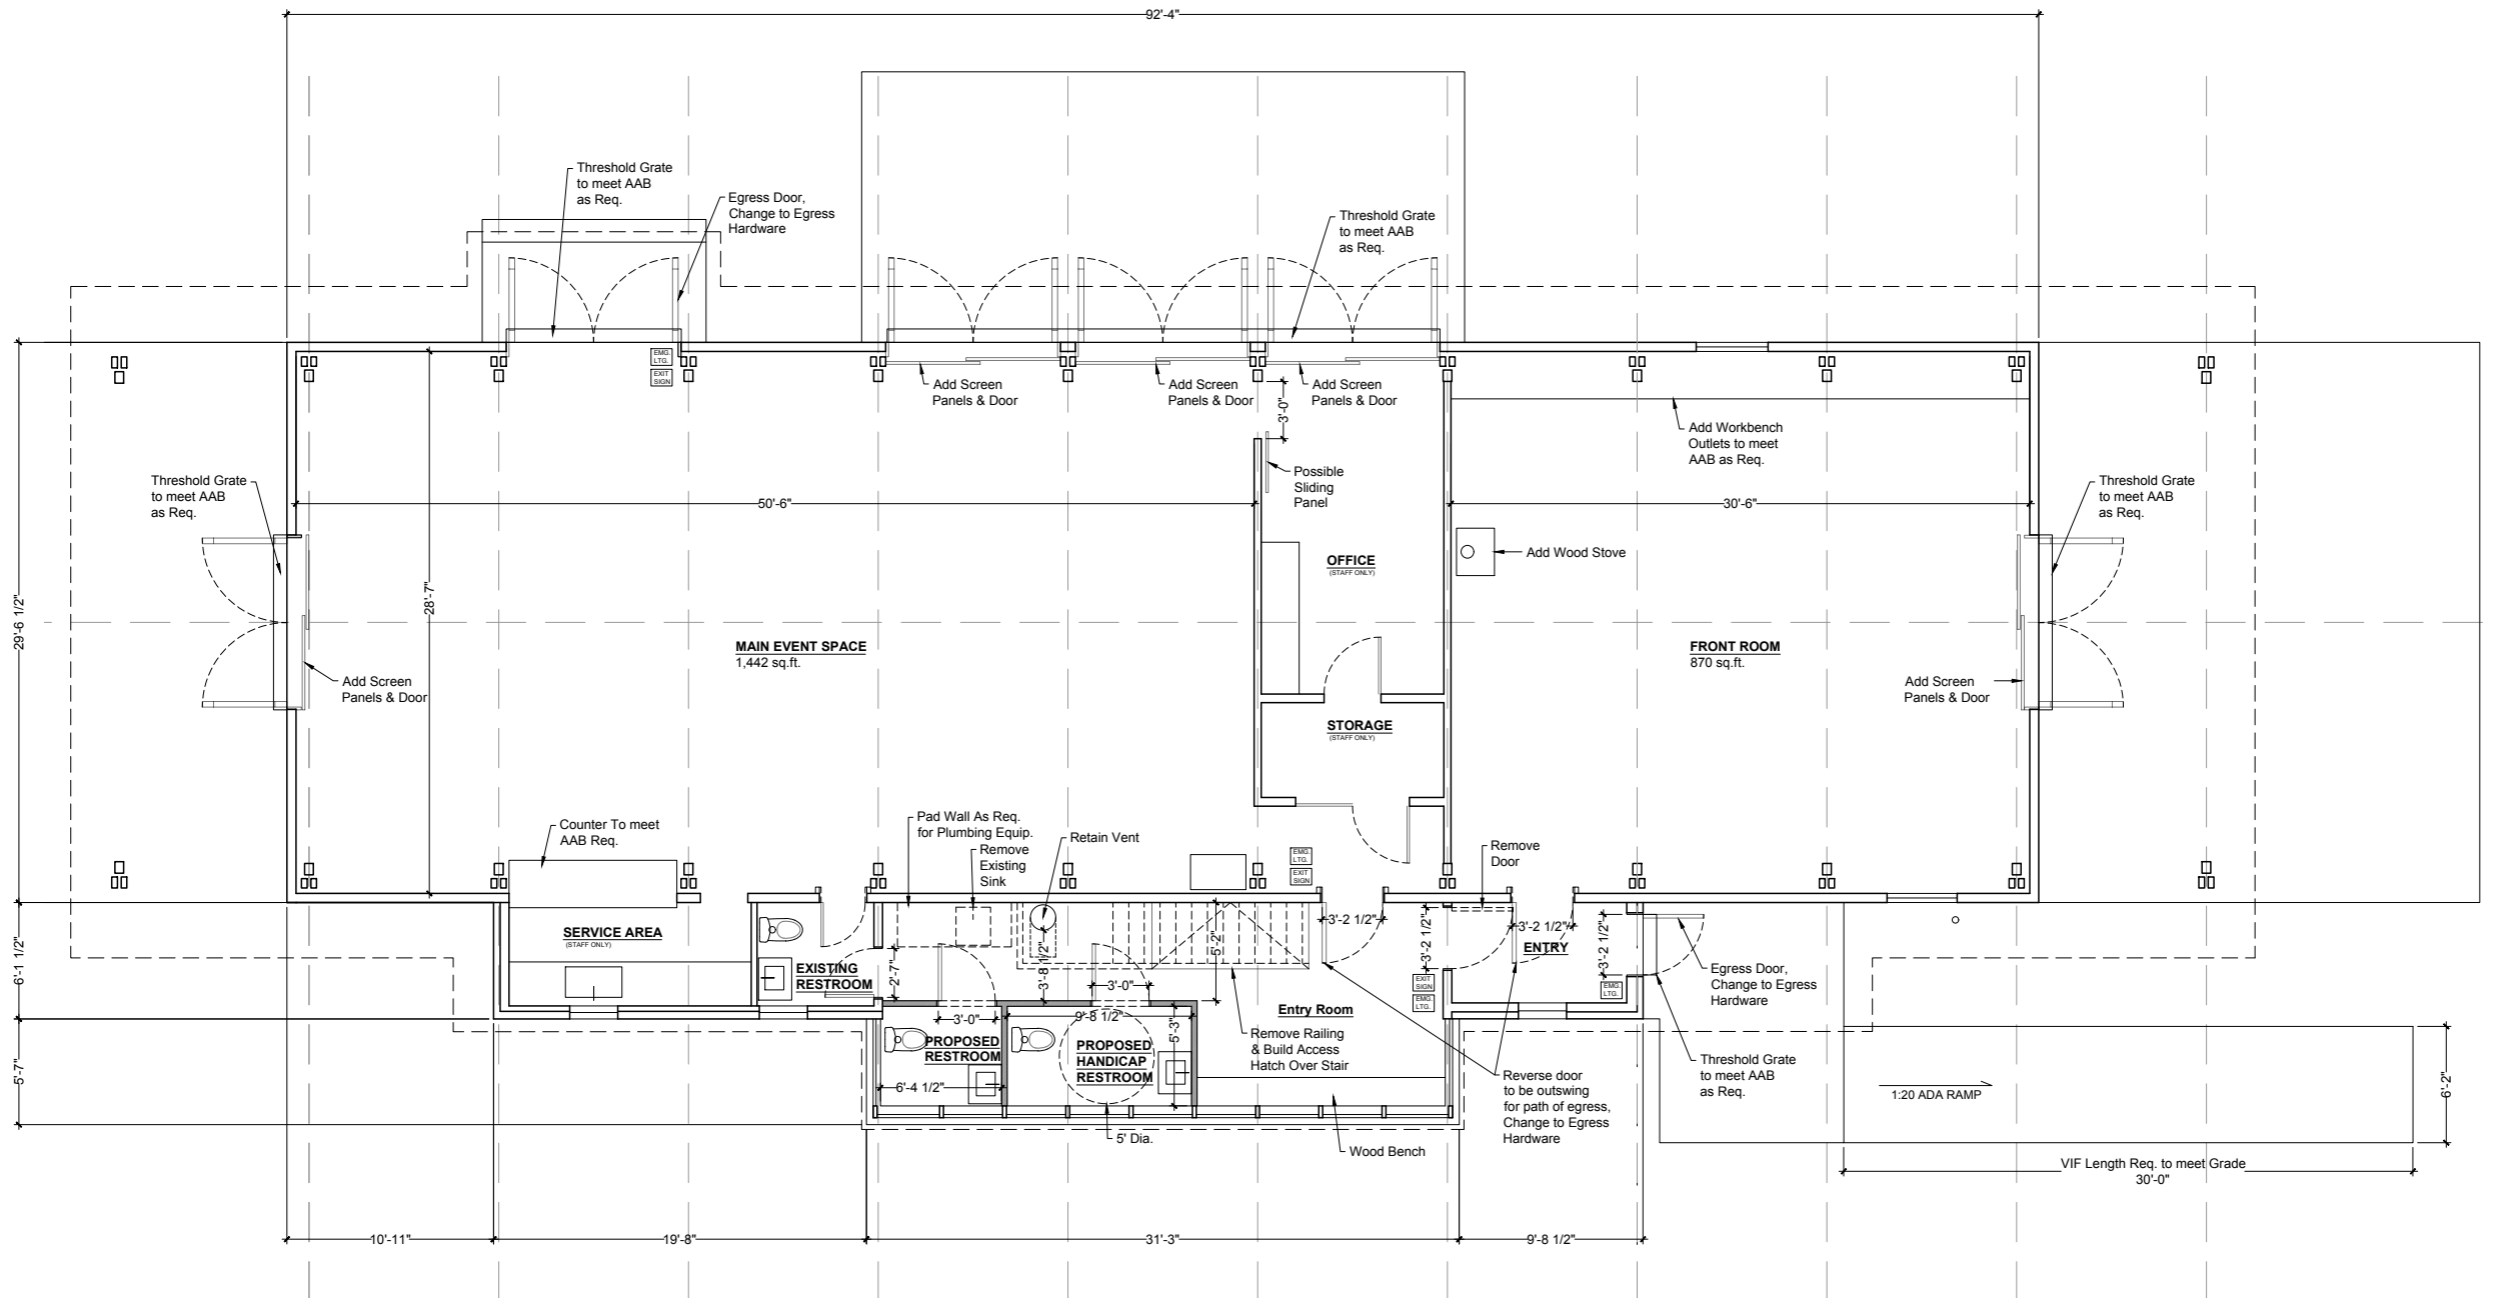 92'-4"
Threshold Grate
to meet AAB
as Req.
Egress Door,
Change to Egress
Hardware
Threshold Grate
to meet AAB
as Req.
EMG.
LTG.
EXIT
SIGN
Add Screen
Panels & Door
Add Screen
Panels & Door
Add Screen
Panels & Door
3'-0"
Add Workbench
Outlets to meet
AAB as Req.
Possible
Sliding
Panel
Threshold Grate
to meet AAB
as Req.
Threshold Grate
to meet AAB
as Req.
50'-6"
30'-6"
Add Wood Stove
OFFICE
(STAFF ONLY)
29'-6 1/2"
28'-7"
MAIN EVENT SPACE
1,442 sq.ft.
FRONT ROOM
870 sq.ft.
Add Screen
Panels & Door
Add Screen
Panels & Door
STORAGE
(STAFF ONLY)
Counter To meet
AAB Req.
Pad Wall As Req.
for Plumbing Equip.
Remove
Existing
Sink
Retain Vent
EMG.
LTG.
EXIT
SIGN
Remove
Door
6'-1 1/2"
SERVICE AREA
(STAFF ONLY)
EXISTING
RESTROOM
2'-7"
3'-8 1/2"
5'-2"
3'-2 1/2"
3'-2 1/2"
3'-2 1/2"
ENTRY
3'-2 1/2"
EXIT
SIGN
EMG.
LTG.
EMG.
LTG.
Egress Door,
Change to Egress
Hardware
3'-0"
3'-0"
9'-8 1/2"
5'-3"
Entry Room
Remove Railing
& Build Access
Hatch Over Stair
5'-7"
PROPOSED
RESTROOM
6'-4 1/2"
PROPOSED
HANDICAP
RESTROOM
Threshold Grate
to meet AAB
as Req.
Reverse door
to be outswing
for path of egress,
Change to Egress
Hardware
1:20 ADA RAMP
6'-2"
5' Dia.
Wood Bench
VIF Length Req. to meet Grade
30'-0"
10'-11"
19'-8"
31'-3"
9'-8 1/2"